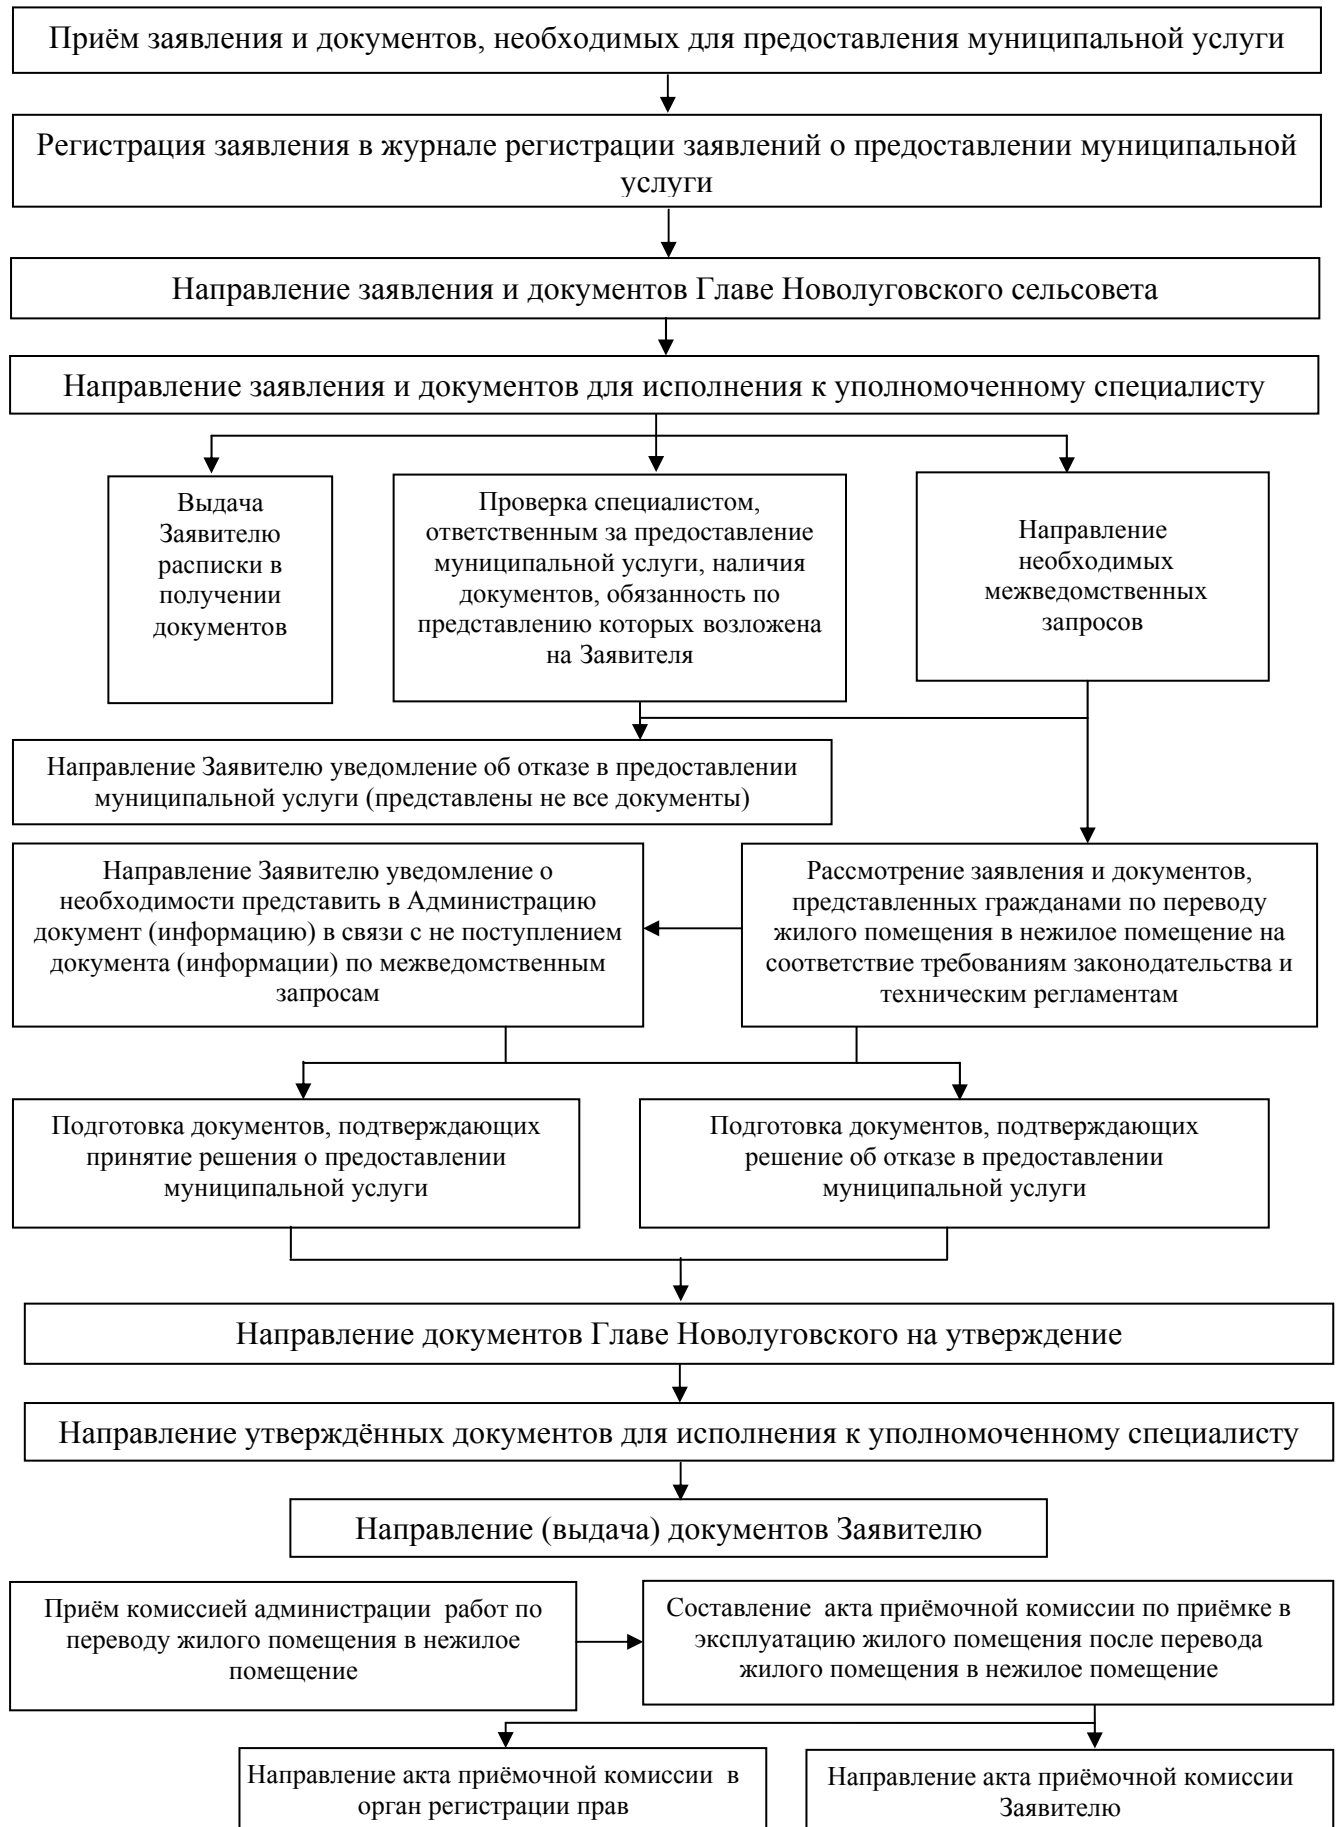 Приём заявления и документов, необходимых для предоставления муниципальной услуги
Регистрация заявления в журнале регистрации заявлений о предоставлении муниципальной
услуги
Направление заявления и документов Главе Новолуговского сельсовета
Направление заявления и документов для исполнения к уполномоченному специалисту
Выдача
Заявителю
расписки в
получении
документов
Проверка специалистом,
ответственным за предоставление
муниципальной услуги, наличия
документов, обязанность по
представлению которых возложена
на Заявителя
Направление
необходимых
межведомственных
запросов
Направление Заявителю уведомление об отказе в предоставлении
муниципальной услуги (представлены не все документы)
Направление Заявителю уведомление о
необходимости представить в Администрацию
документ (информацию) в связи с не поступлением
документа (информации) по межведомственным
запросам
Рассмотрение заявления и документов,
представленных гражданами по переводу
жилого помещения в нежилое помещение на
соответствие требованиям законодательства и
техническим регламентам
Подготовка документов, подтверждающих
принятие решения о предоставлении
муниципальной услуги
Подготовка документов, подтверждающих
решение об отказе в предоставлении
муниципальной услуги
Направление документов Главе Новолуговского на утверждение
Направление утверждённых документов для исполнения к уполномоченному специалисту
Направление (выдача) документов Заявителю
Приём комиссией администрации работ по
переводу жилого помещения в нежилое
помещение
Составление акта приёмочной комиссии по приёмке в
эксплуатацию жилого помещения после перевода
жилого помещения в нежилое помещение
Направление акта приёмочной комиссии в
орган регистрации прав
Направление акта приёмочной комиссии
Заявителю